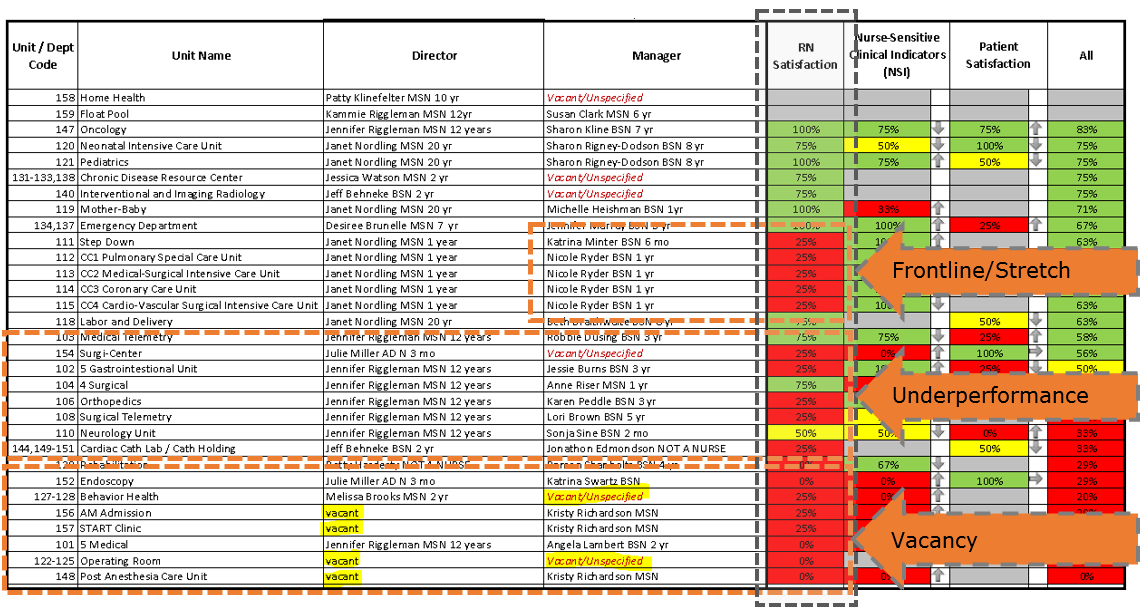 Unit / Dept Code Unit Name Director Manager RN Satisfaction Nurse-Sensitive Clinical Indicators (NSI) Patient Satisfaction All
158 Home Health Patty Klinefelter MSN 10 yr Vacant/Unspecified
159 Float Pool Kammie Riggleman MSN 12yr Susan Clark MSN 6 yr
147 Oncology Jennifer Riggleman MSN 12 years Sharon Kline BSN 7 yr 100% 75% 75% 83%
120 Neonatal Intensive Care Unit Janet Nordling MSN 20 yr Sharon Rigney-Dodson BSN 8 yr 75% 50% 100% 75%
121 Pediatrics Janet Nordling MSN 20 yr Sharon Rigney-Dodson BSN 8 yr 100% 75% 50% 75%
131-133,138 Chronic Disease Resource Center Jessica Watson MSN 2 yr Vacant/Unspecified 75% 75%
140 Interventional and Imaging Radiology Jeff Behneke BSN 2 yr Vacant/Unspecified 75% 75%
119 Mother-Baby Janet Nordling MSN 20 yr Michelle Heishman BSN 1yr 100% 33% 71%
134,137 Emergency Department Desiree Brunelle MSN 7 yr Jennifer Murray BSN yr 100% 100% 25% 67%
111 Step Down Janet Nordling MSN 1 year Katrina Minter BSN 6 mo 25% 63%
112 CC1 Pulmonary Special Care Unit Janet Nordling MSN 1 year Nicole Ryder BSN 1 yr 25%
113 CC2 Medical-Surgical Intensive Care Unit Janet Nordling MSN 1 year Nicole Ryder BSN 1 yr 25%
Frontline/Stretch
114 CC3 Coronary Care Unit Janet Nordling MSN 1 year Nicole Ryder BSN 1 yr 25%
115 CC4 Cardio-Vascular Surgical Intensive Care Unit Janet Nordling MSN 1 year Nicole Ryder BSN 1 yr 25% 63%
118 Labor and Delivery Janet Nordling MSN 20 yr 75% 50% 63%
103 Medical Telemetry Jennifer Riggleman MSN 12 years Robbie Dusing BSN 3 yr 75% 75% 25% 58%
154 Surgi-Center Julie Miller AD N 3 mo Vacant/Unspecified 25% 0% 100% 56%
102 5 Gastrointestional Unit Jennifer Riggleman MSN 12 years Jessie Burns BSN 3 yr 25% 25% 50%
104 4 Surgical Jennifer Riggleman MSN 12 years Anne Riser MSN 1 yr 75%
Underperformance
106 Orthopedics Jennifer Riggleman MSN 12 years Karen Peddle BSN 3 yr 25%
108 Surgical Telemetry Jennifer Riggleman MSN 12 years Lori Brown BSN 5 yr 25%
110 Neurology Unit Jennifer Riggleman MSN 12 years Sonja Sine BSN 2 mo 50% 50% 0% 33%
144,149-151 Cardiac Cath Lab / Cath Holding Jeff Behneke BSN 2 yr Jonathon Edmondson NOT A NURSE 25% 50% 33%
Rehabilitation NOT A NURSE 0% 67% 29%
152 Endoscopy Julie Miller AD N 3 mo Katrina Swartz BSN 0% 0% 100% 29%
127-128 Behavior Health Melissa Brooks MSN 2 yr Vacant/Unspecified 25% 0% 20%
156 AM Admission vacant Kristy Richardson MSN 25%
157 START Clinic vacant Kristy Richardson MSN 25%
Vacancy
101 5 Medical Jennifer Riggleman MSN 12 years Angela Lambert BSN 2 yr 0%
122-125 Operating Room vacant Vacant/Unspecified 0%
148 Post Anesthesia Care Unit vacant Kristy Richardson MSN 0% 0% 0%